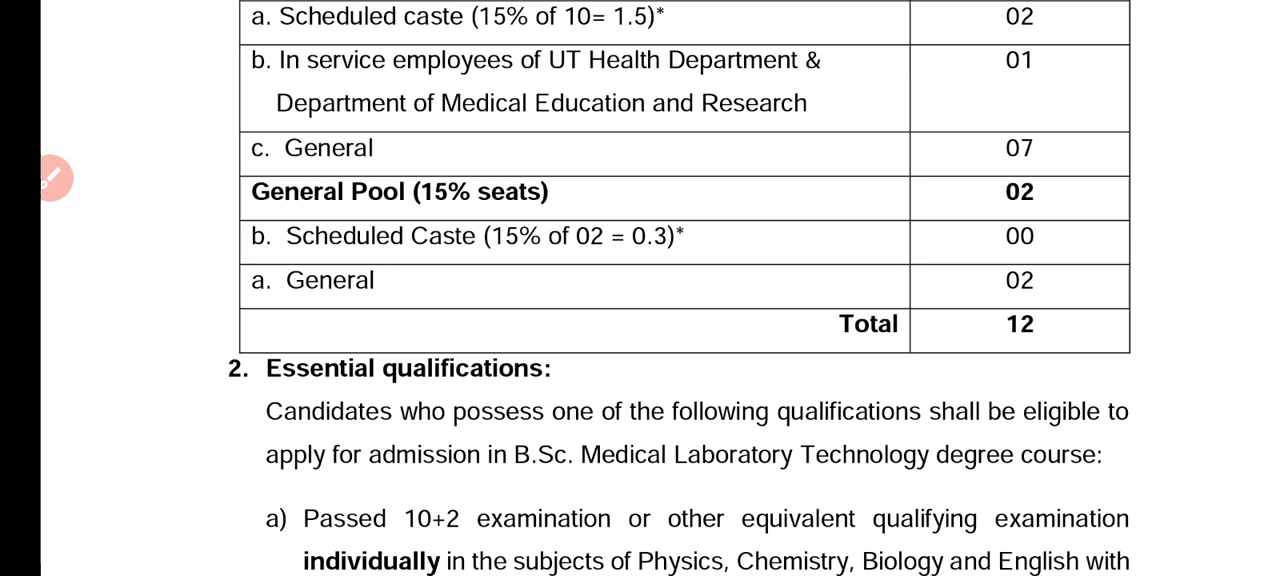 a. Scheduled caste (15% of 10= 1.5)* 02
b. In service employees of UT Health Department & 01
Department of Medical Education and Research
c. General 07
General Pool (15% seats) 02
b. Scheduled Caste (15% of 02 = 0.3)* 00
a. General 02
Total 12
2. Essential qualifications:
Candidates who possess one of the following qualifications shall be eligible to
apply for admission in B.Sc. Medical Laboratory Technology degree course:
a) Passed 10+2 examination or other equivalent qualifying examination
individually in the subjects of Physics, Chemistry, Biology and English with